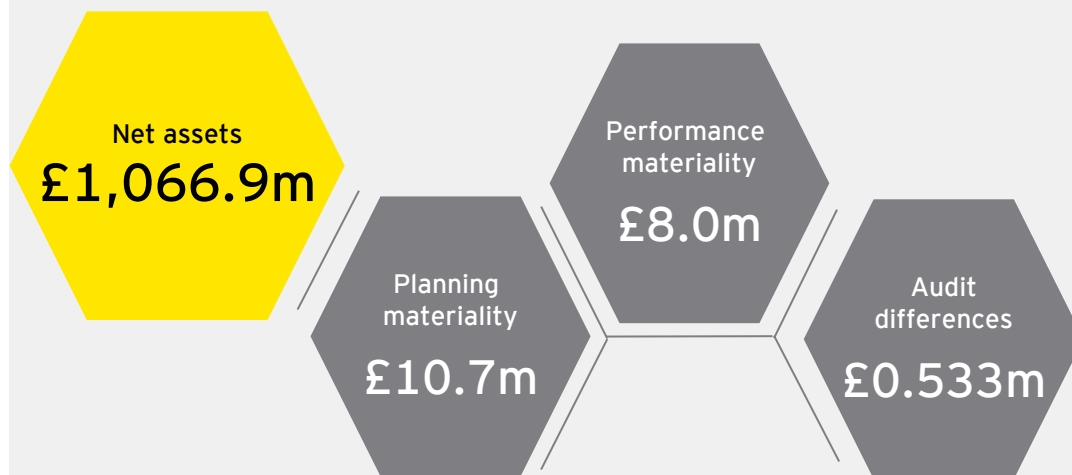 Net assets
£1,066.9m
Planning
materiality
£10.7m
Performance
materiality
£8.0m
Audit
differences
£0.533m